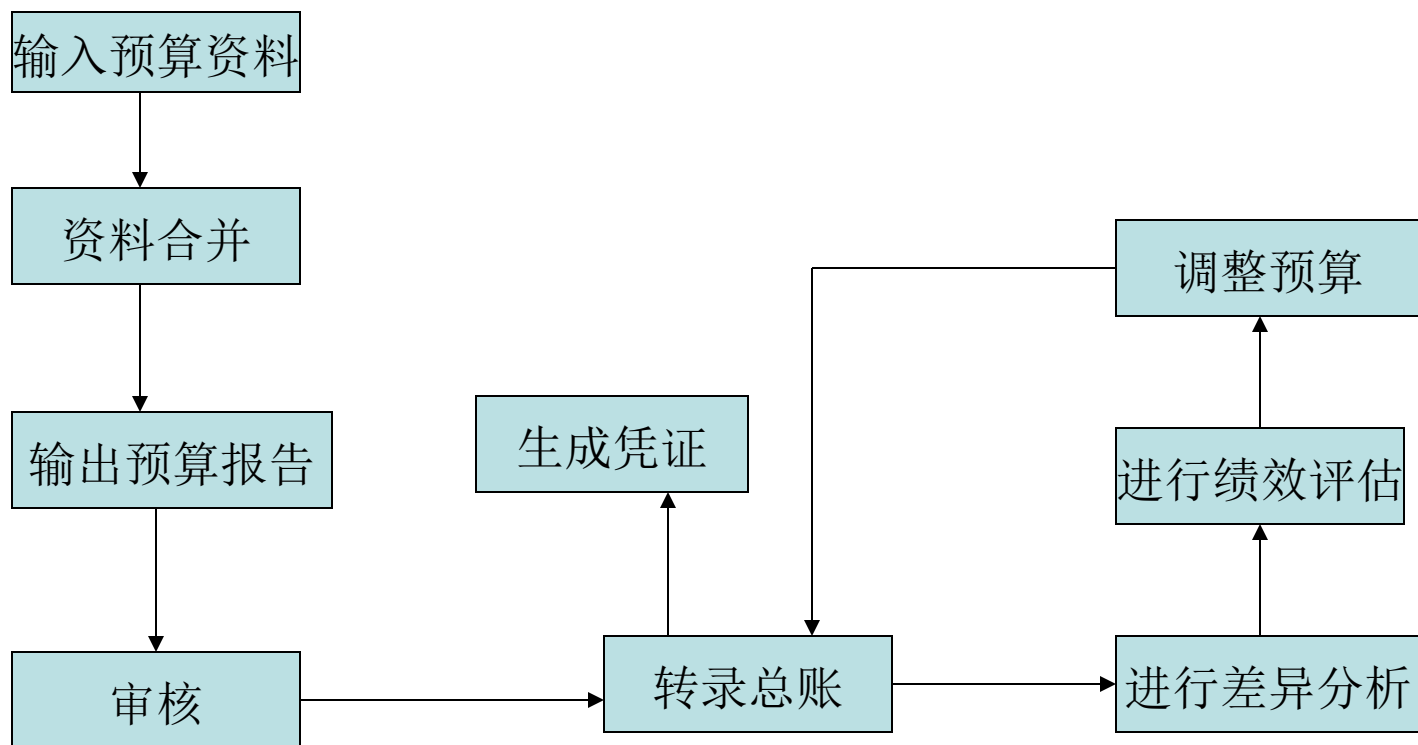 输入预算资料
资料合并
输出预算报告
审核
生成凭证
转录总账
调整预算
进行绩效评估
进行差异分析